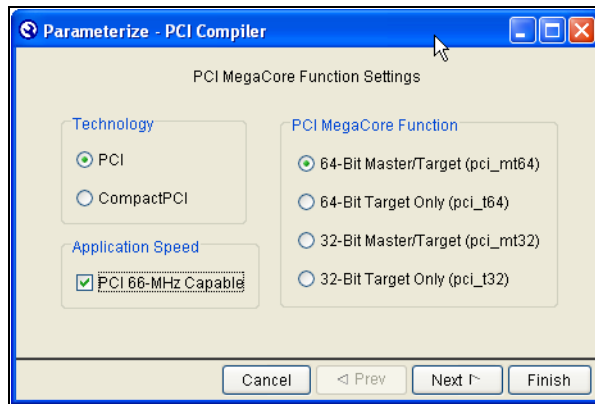 Parameterize - PCI Compiler
PCI MegaCore Function Settings
Technology
PCI
CompactPCI
Application Speed
PCI 66-MHz Capable
PCI MegaCore Function
64-Bit Master/Target (pci_mt64)
64-Bit Target Only (pci_t64)
32-Bit Master/Target (pci_mt32)
32-Bit Target Only (pci_t32)
Cancel
Prev
Next
Finish